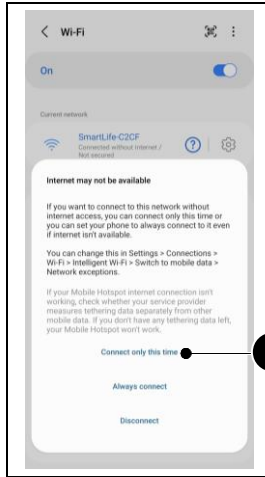 Wi-Fi
On
Current network
SmartLife-C2CF
Connected without internet /
Not secured
Internet may not be available
If you want to connect to this network without
internet access, you can connect only this time or
you can set your phone to always connect to it even
if internet isn't available.
You can change this in Settings > Connections >
Wi-Fi > Intelligent Wi-Fi > Switch to mobile data >
Network exceptions.
If your Mobile Hotspot internet connection isn't
working, check whether your service provider
measures tethering data separately from other
mobile data. If you don't have any tethering data left,
your Mobile Hotspot won't work.
Connect only this time
Always connect
Disconnect